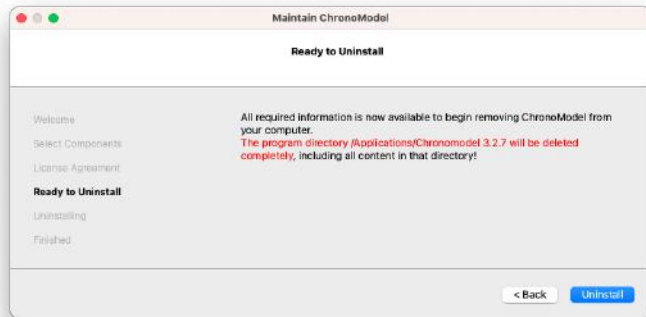 Maintain ChronoModel
Ready to Uninstall
Welcome
Select Components
License Agreement
Ready to Uninstall
Uninstalling
Finished
All required information is now available to begin removing ChronoModel from
your computer.
The program directory /Applications/Chronomodel 3.2.7 will be deleted
completely, including all content in that directory!
< Back
Uninstall